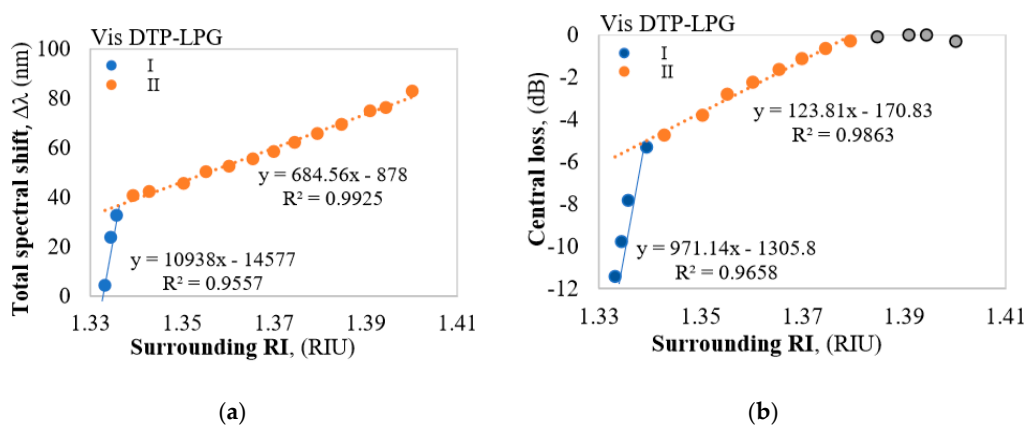 Vis DTP-LPG
I
II
Total spectral shift, Δλ (nm)
100
80
60
40
20
0
y = 684.56x - 878
R² = 0.9925
y = 10938x - 14577
R² = 0.9557
1.33 1.35 1.37 1.39 1.41
Surrounding RI, (RIU)
(a)
Vis DTP-LPG
I
II
Central loss, (dB)
0
-2
-4
-6
-8
-10
-12
y = 123.81x - 170.83
R² = 0.9863
y = 971.14x - 1305.8
R² = 0.9658
1.33 1.35 1.37 1.39 1.41
Surrounding RI, (RIU)
(b)